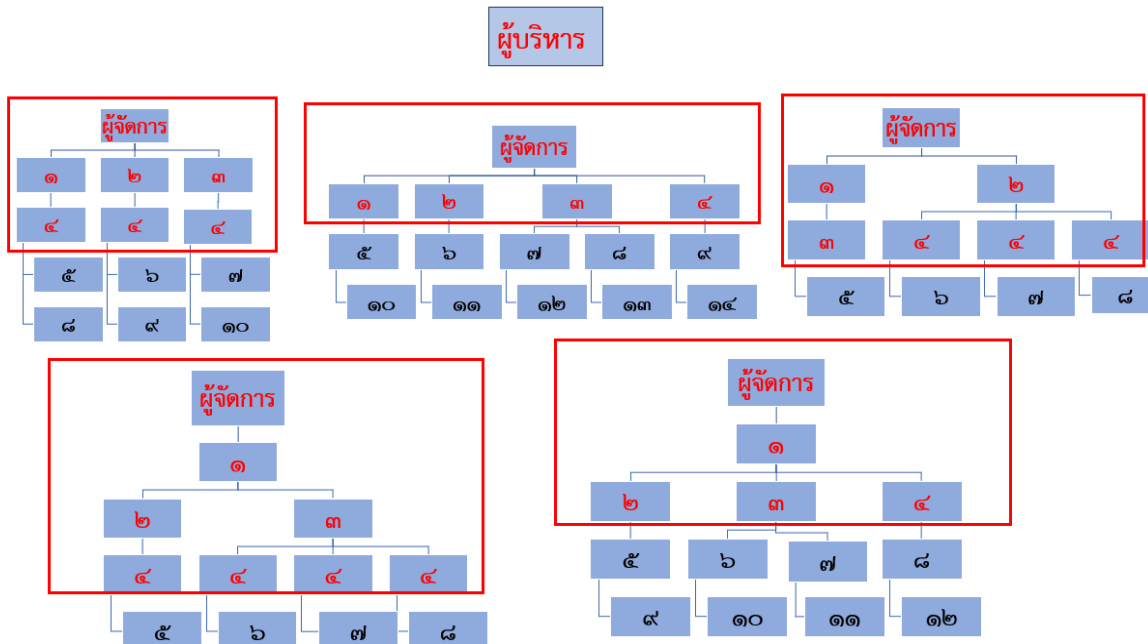 ผู้บริหาร
ผู้จัดการ
๑ ๒ ๓
๔ ๔ ๔
๕ ๖ ๗
๘ ๙ ๑๐
ผู้จัดการ
๑ ๒ ๓ ๔
๕ ๖ ๗ ๘ ๙
๑๐ ๑๑ ๑๒ ๑๓ ๑๔
ผู้จัดการ
๑ ๒
๓ ๔ ๔ ๔
๕ ๖ ๗ ๘
ผู้จัดการ
๑
๒ ๓
๔ ๔ ๔ ๔
๕ ๖ ๗ ๘
ผู้จัดการ
๑
๒ ๓ ๔
๕ ๖ ๗ ๘
๙ ๑๐ ๑๑ ๑๒